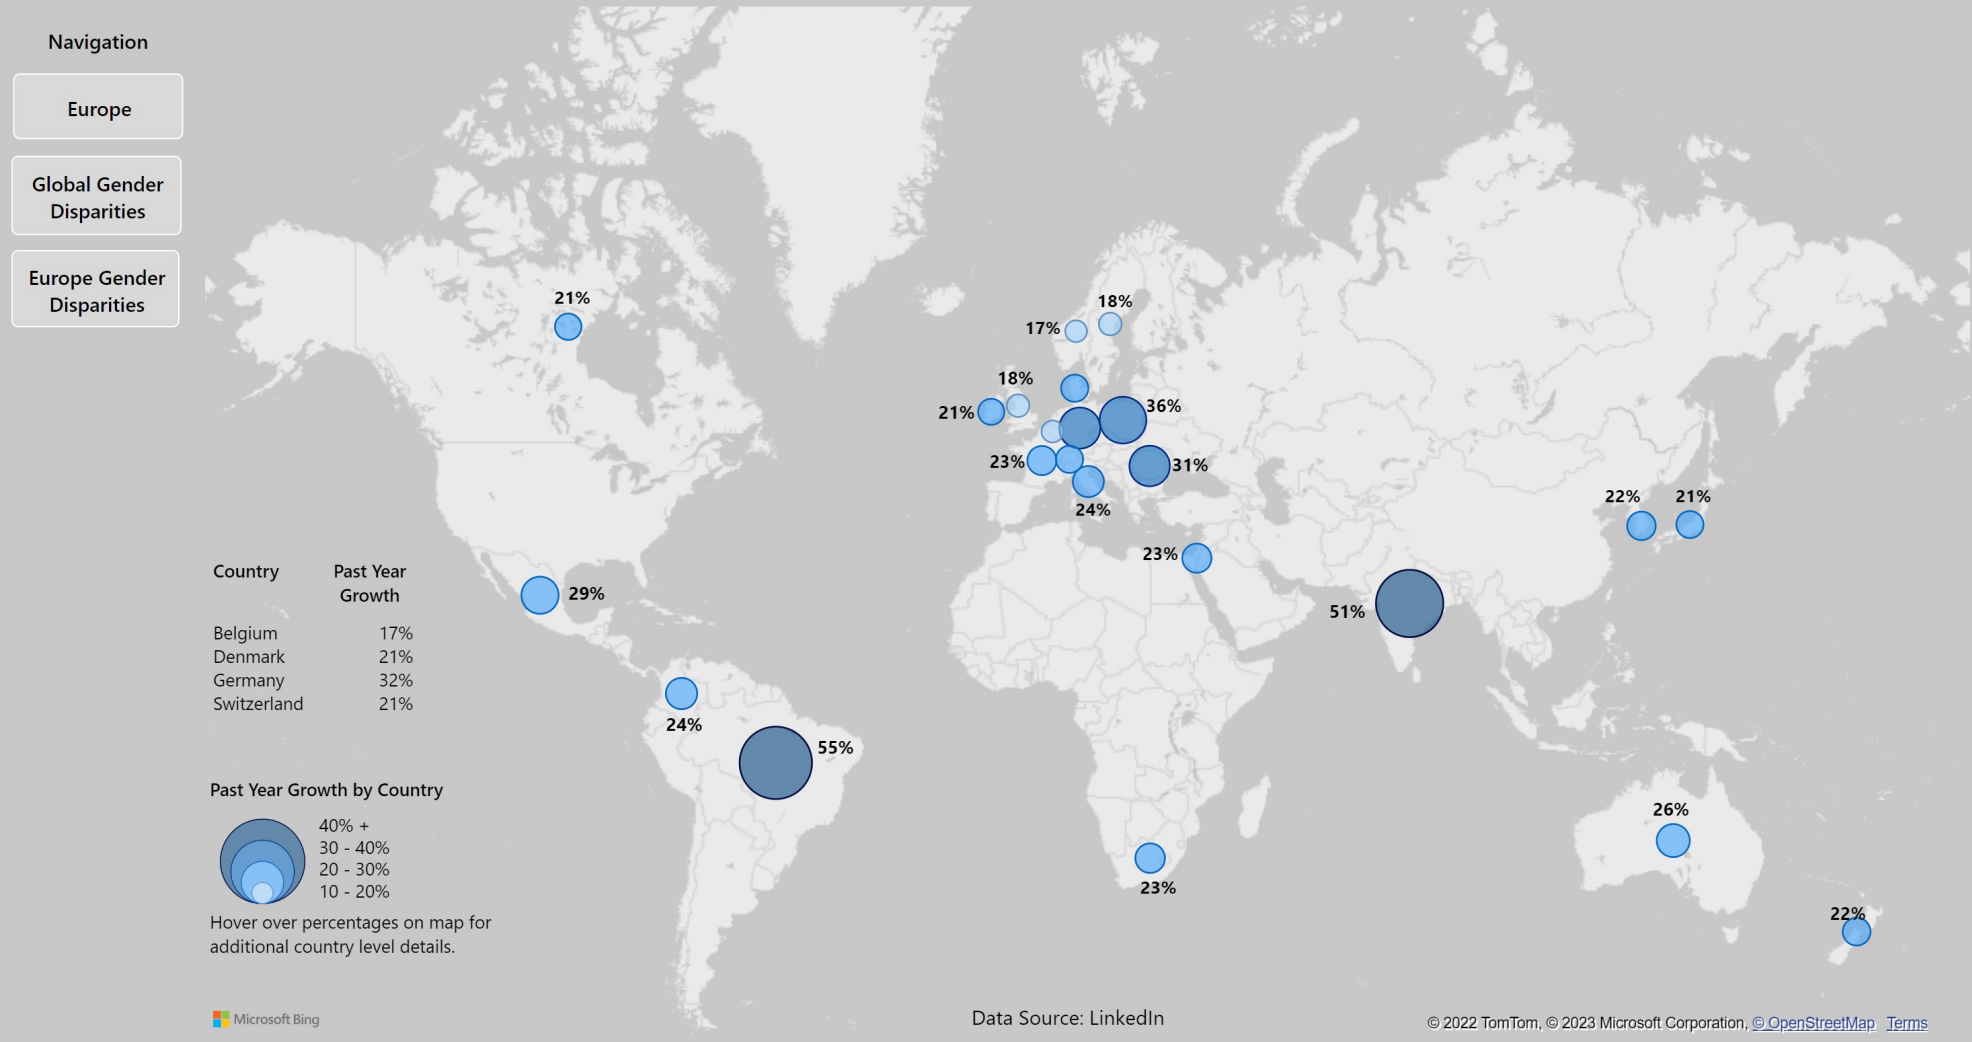 Navigation
Europe
Global Gender
Disparities
Europe Gender
Disparities
21%
18%
17%
18%
21%
36%
23%
31%
24%
22%
21%
23%
51%
29%
24%
55%
26%
23%
22%
Country Past Year
Growth
Belgium 17%
Denmark 21%
Germany 32%
Switzerland 21%
Past Year Growth by Country
40% +
30 - 40%
20 - 30%
10 - 20%
Hover over percentages on map for
additional country level details.
Microsoft Bing
Data Source: LinkedIn
© 2022 TomTom, © 2023 Microsoft Corporation, © OpenStreetMap Terms